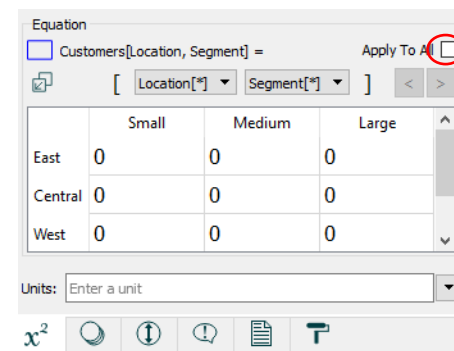 Equation
Customers[Location, Segment] = Apply To All
[ Location[*] Segment[*] ] < >
Small Medium Large
East 0 0 0
Central 0 0 0
West 0 0 0
Units: Enter a unit
x²